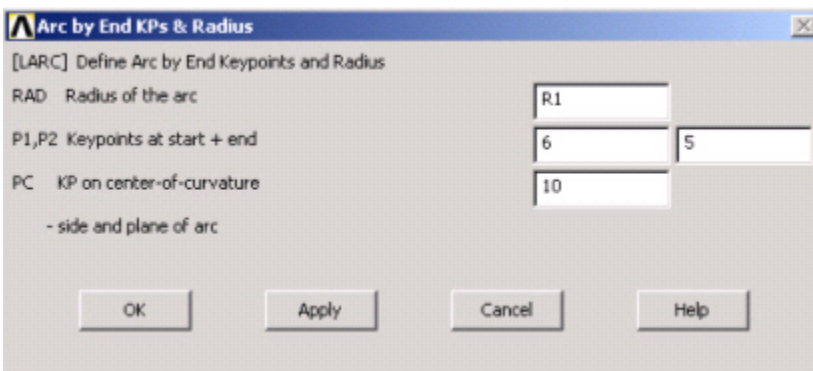 Arc by End KPs & Radius
[LARC] Define Arc by End Keypoints and Radius
RAD Radius of the arc R1
P1,P2 Keypoints at start + end 6 5
PC KP on center-of-curvature 10
- side and plane of arc
OK Apply Cancel Help